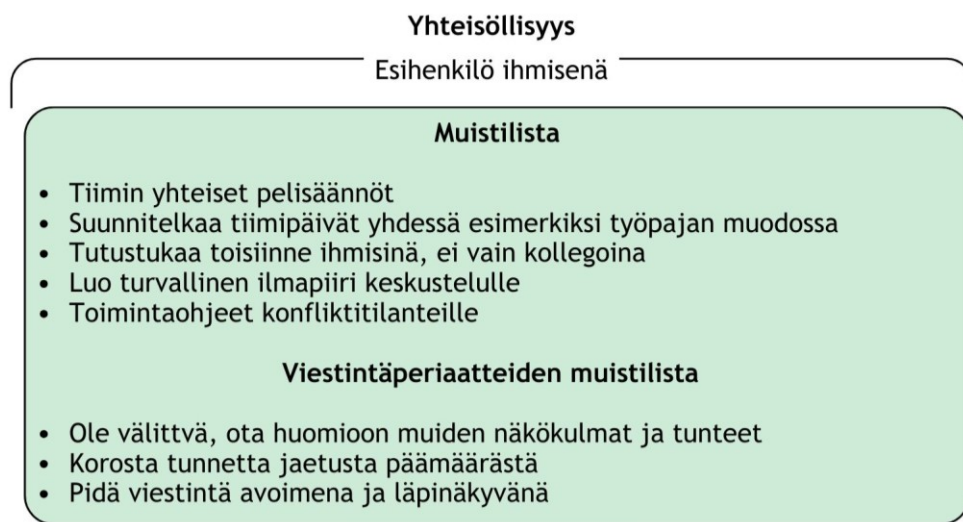 Yhteisöllisyys
Esihenkilö ihmisenä
Muistilista
• Tiimin yhteiset pelisäännöt
• Suunnitelkaa tiimipäivät yhdessä esimerkiksi työpajan muodossa
• Tutustukaa toisiinne ihmisinä, ei vain kollegoina
• Luo turvallinen ilmapiiri keskustelulle
• Toimintaohjeet konfliktitilanteille
Viestintäperiaatteiden muistilista
• Ole välittvä, ota huomioon muiden näkökulmat ja tunteet
• Korosta tunnetta jaetusta päämäärästä
• Pidä viestintä avoimena ja läpinäkyvänä